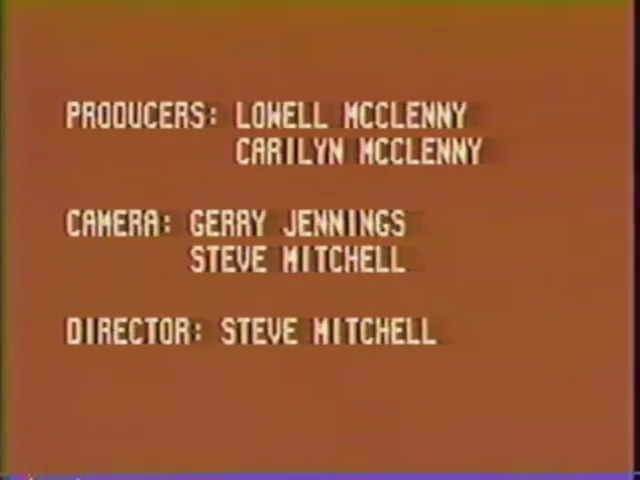 PRODUCERS: LOWELL MCCLENNY
CARILYN MCCLENNY
CAMERA: GERRY JENNINGS
STEVE MITCHELL
DIRECTOR: STEVE MITCHELL